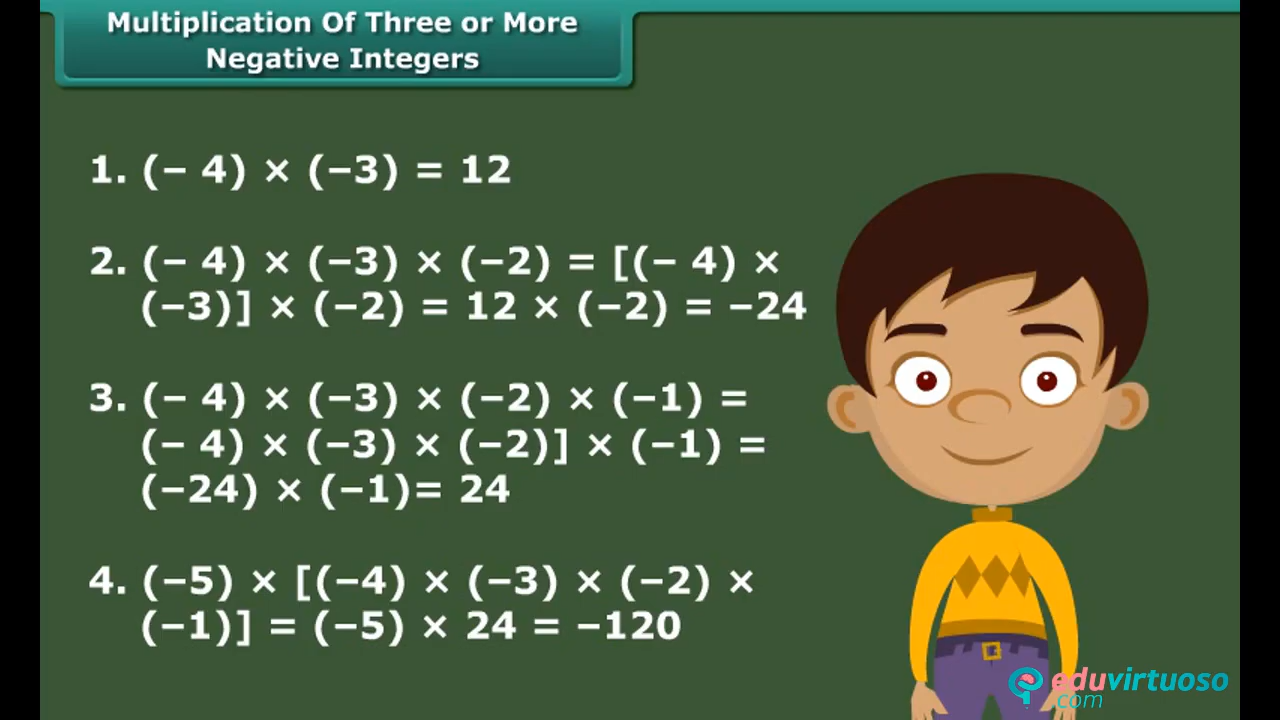 Multiplication Of Three or More
Negative Integers
1. (– 4) × (–3) = 12
2. (– 4) × (–3) × (–2) = [(– 4) ×
(–3)] × (–2) = 12 × (–2) = –24
3. (– 4) × (–3) × (–2) × (–1) =
(– 4) × (–3) × (–2)] × (–1) =
(–24) × (–1)= 24
4. (–5) × [(–4) × (–3) × (–2) ×
(–1)] = (–5) × 24 = –120
eduvirtuoso
.com